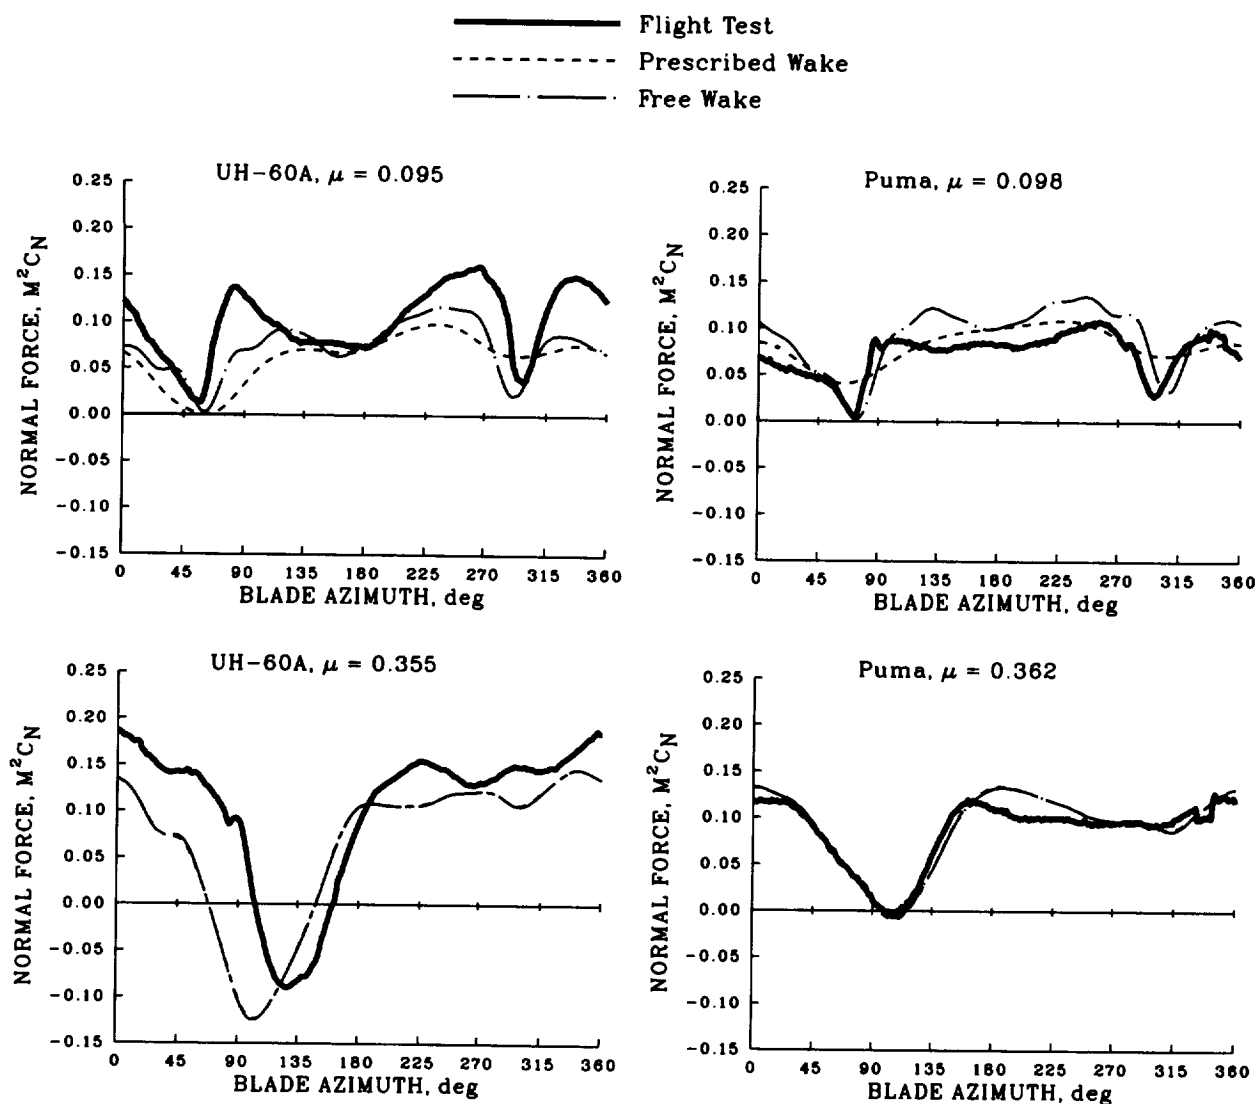 Flight Test
Prescribed Wake
Free Wake
UH-60A, μ = 0.095
NORMAL FORCE, M²CN
0.25
0.20
0.15
0.10
0.05
0.00
-0.05
-0.10
-0.15
0 45 90 135 180 225 270 315 360
BLADE AZIMUTH, deg
Puma, μ = 0.098
NORMAL FORCE, M²CN
0.25
0.20
0.15
0.10
0.05
0.00
-0.05
-0.10
-0.15
0 45 90 135 180 225 270 315 360
BLADE AZIMUTH, deg
UH-60A, μ = 0.355
NORMAL FORCE, M²CN
0.25
0.20
0.15
0.10
0.05
0.00
-0.05
-0.10
-0.15
0 45 90 135 180 225 270 315 360
BLADE AZIMUTH, deg
Puma, μ = 0.362
NORMAL FORCE, M²CN
0.25
0.20
0.15
0.10
0.05
0.00
-0.05
-0.10
-0.15
0 45 90 135 180 225 270 315 360
BLADE AZIMUTH, deg